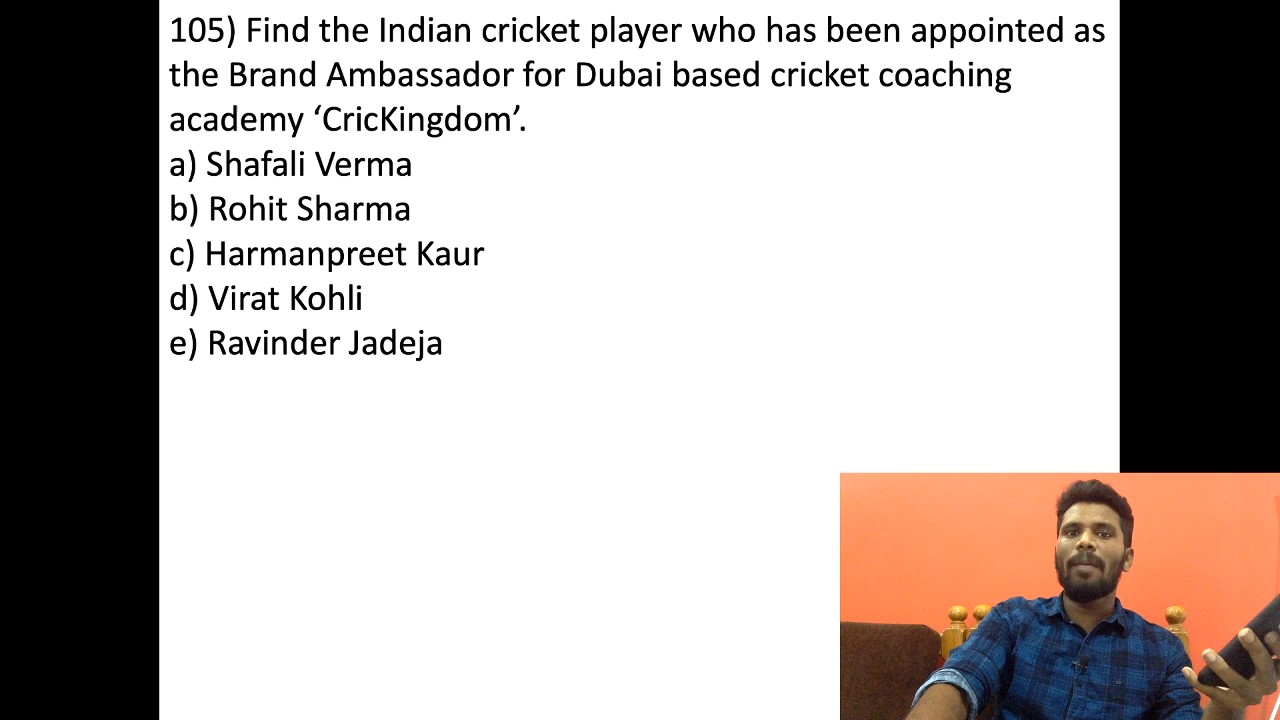 105) Find the Indian cricket player who has been appointed as
the Brand Ambassador for Dubai based cricket coaching
academy ‘CricKingdom’.
a) Shafali Verma
b) Rohit Sharma
c) Harmanpreet Kaur
d) Virat Kohli
e) Ravinder Jadeja